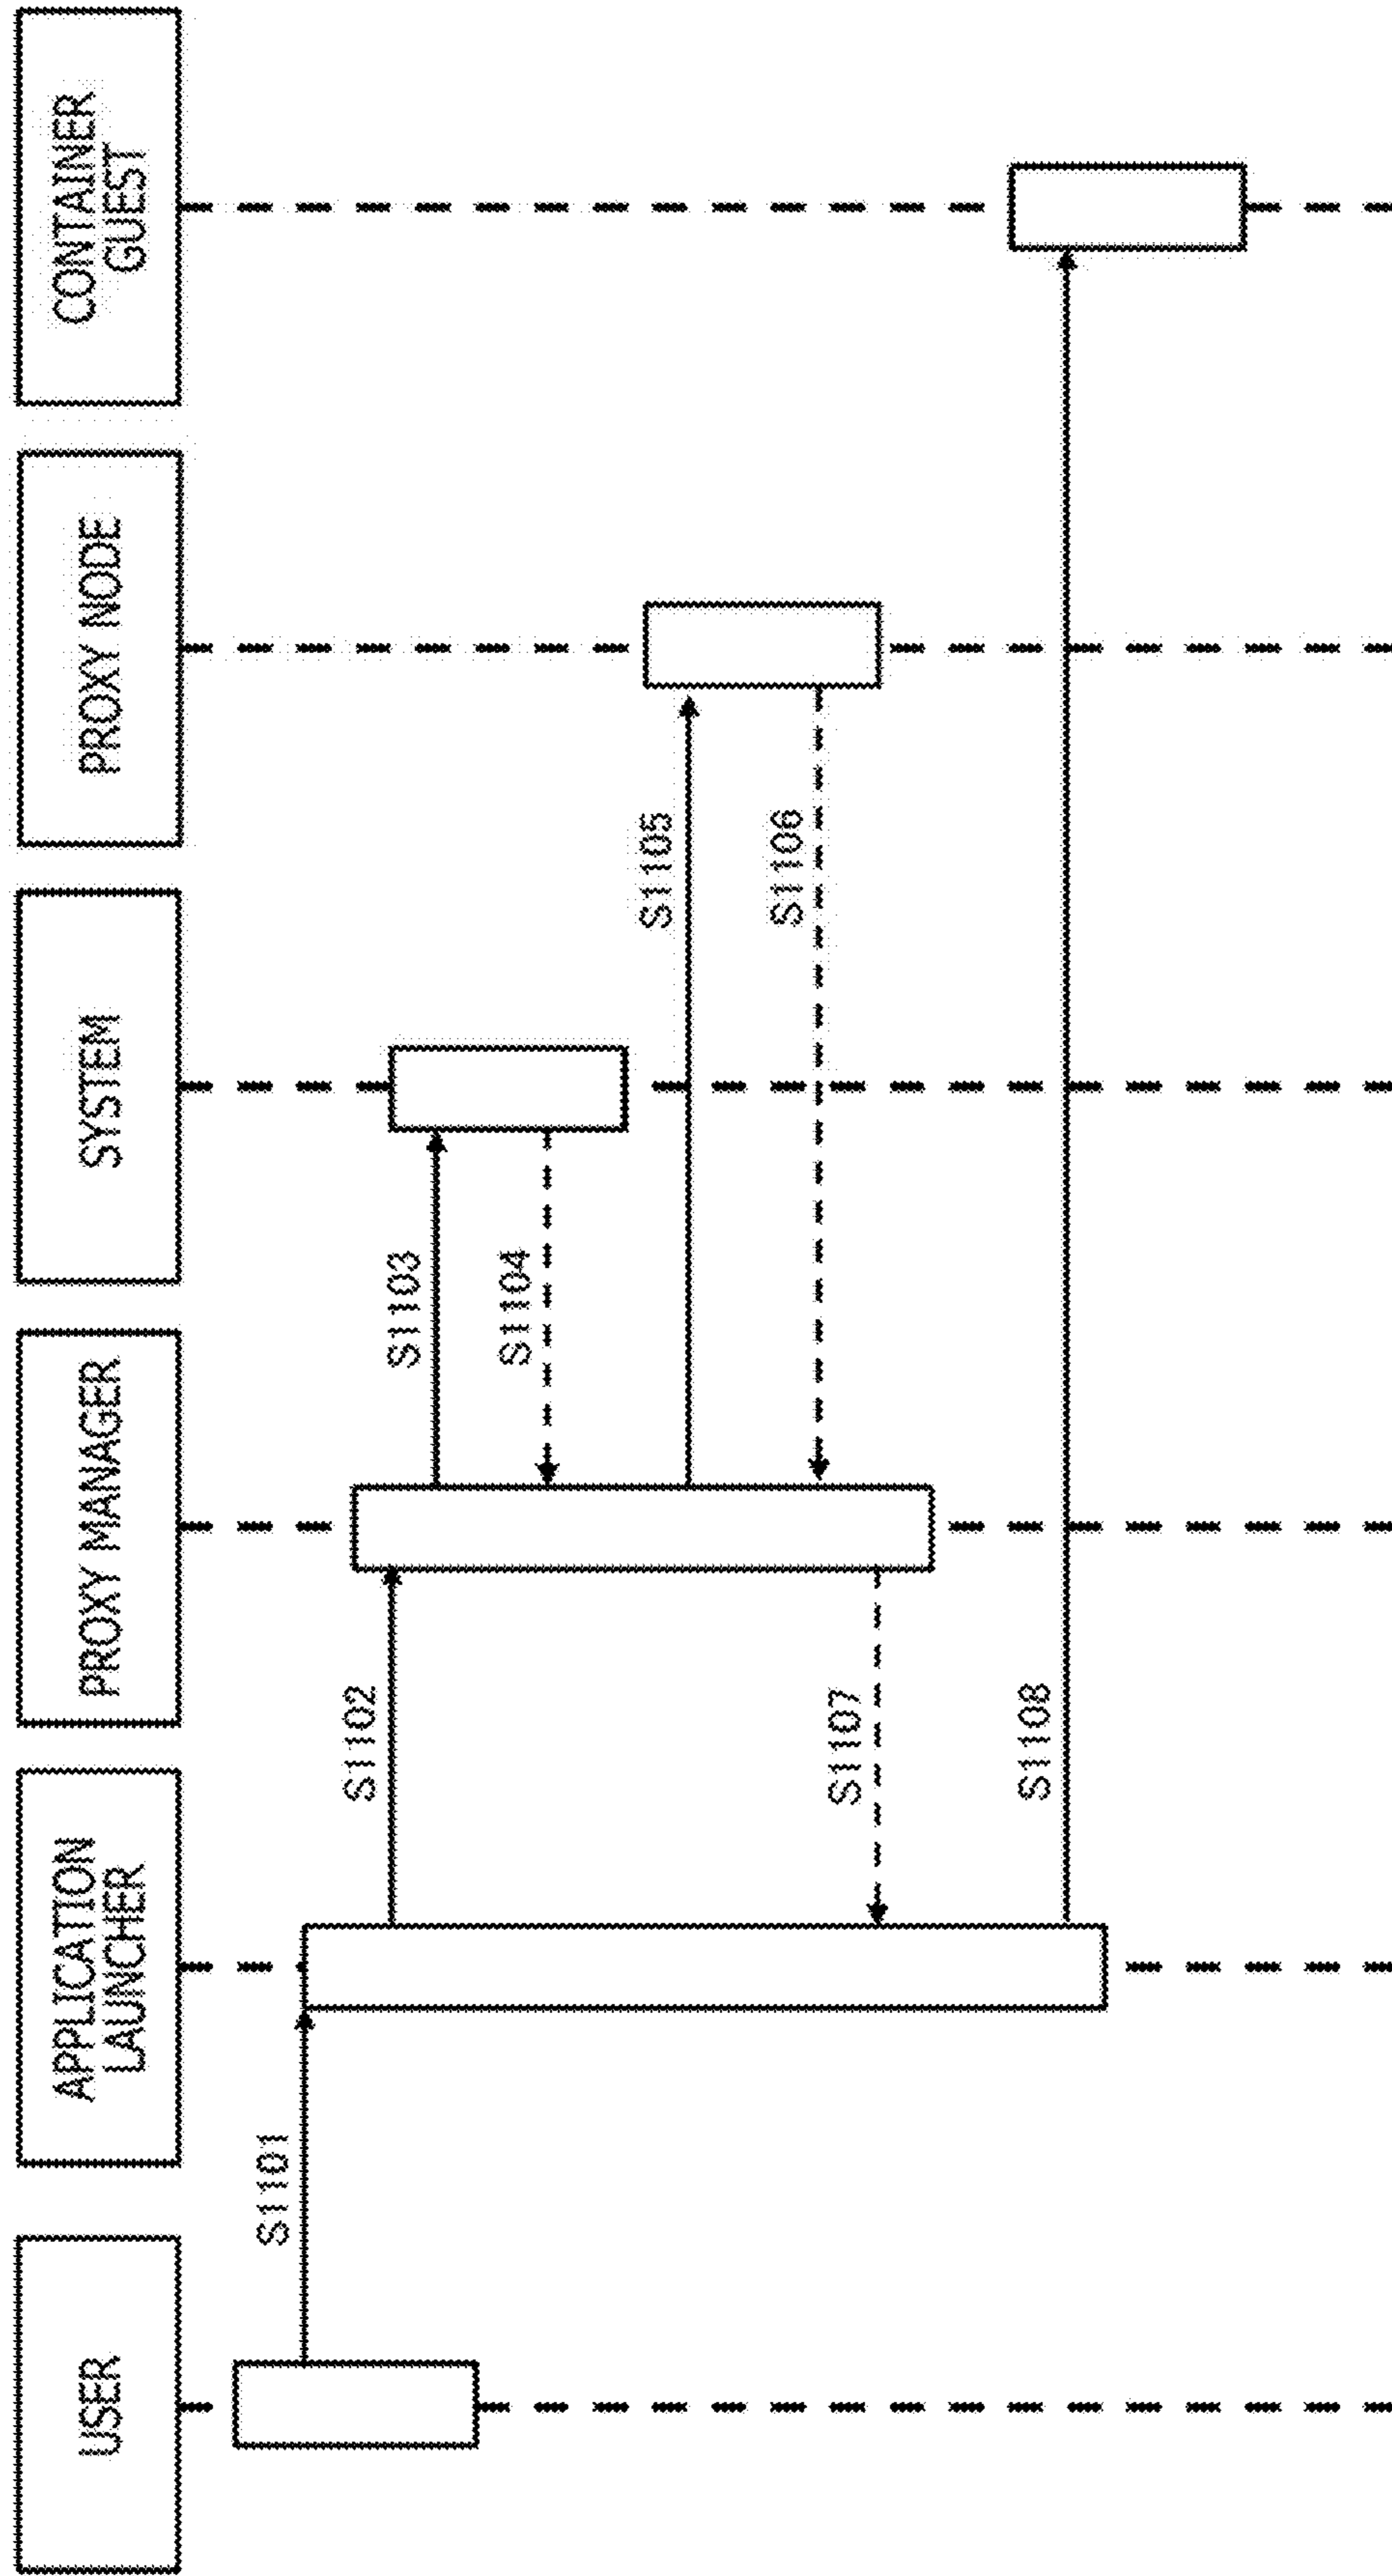 USER
APPLICATION
LAUNCHER
PROXY MANAGER
SYSTEM
PROXY NODE
CONTAINER
GUEST
S1101
S1102
S1103
S1104
S1105
S1106
S1107
S1108